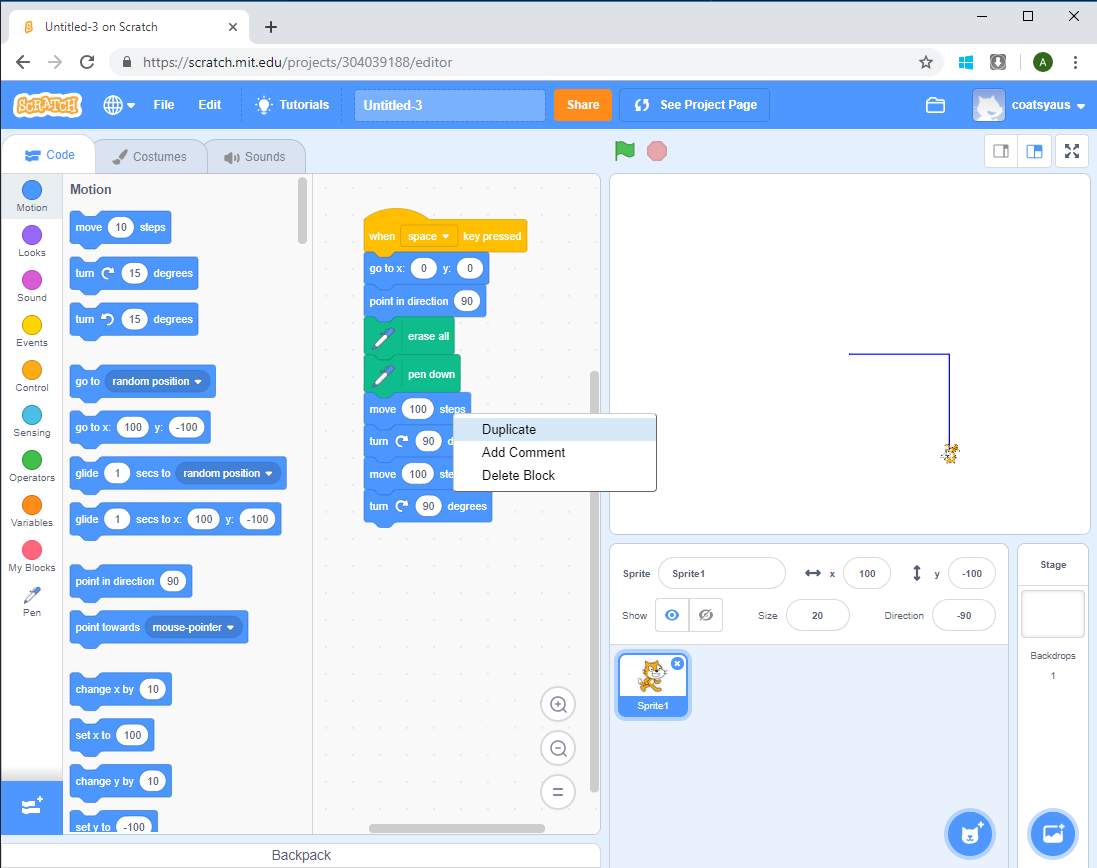 Untitled-3 on Scratch
https://scratch.mit.edu/projects/304039188/editor
A
SCRATCH
File
Edit
Tutorials
Untitled-3
Share
See Project Page
coatsyaus
Code
Costumes
Sounds
Motion
Looks
Sound
Events
Control
Sensing
Operators
Variables
My Blocks
Pen
Motion
move 10 steps
turn 15 degrees
turn 15 degrees
go to random position
go to x: 100 y: -100
glide 1 secs to random position
glide 1 secs to x: 100 y: -100
point in direction 90
point towards mouse-pointer
change x by 10
set x to 100
change y by 10
set y to -100
when space key pressed
go to x: 0 y: 0
point in direction 90
erase all
pen down
move 100 steps
turn 90 d
move 100 ste
turn 90 degrees
Duplicate
Add Comment
Delete Block
Backpack
Sprite Sprite1 x 100 y -100
Show Size 20 Direction -90
Sprite1
Stage
Backdrops
1